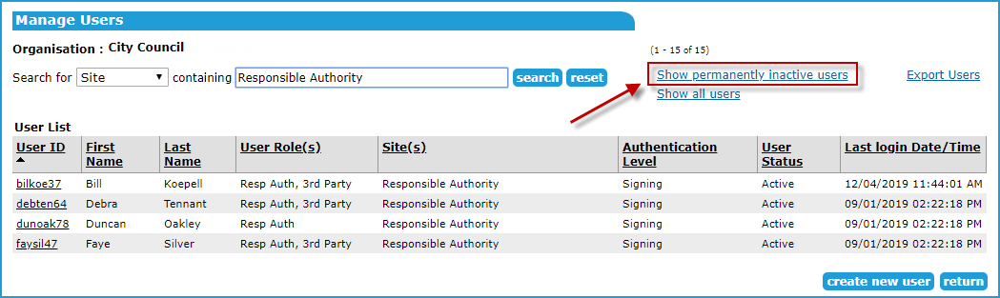 Manage Users
Organisation : City Council
(1 - 15 of 15)
Search for Site containing Responsible Authority search reset
Show permanently inactive users
Export Users
Show all users
User List
User ID First Name Last Name User Role(s) Site(s) Authentication Level User Status Last login Date/Time
bilkoe37 Bill Koepell Resp Auth, 3rd Party Responsible Authority Signing Active 12/04/2019 11:44:01 AM
debten64 Debra Tennant Resp Auth, 3rd Party Responsible Authority Signing Active 09/01/2019 02:22:18 PM
dunoak78 Duncan Oakley Resp Auth Responsible Authority Signing Active 09/01/2019 02:22:18 PM
faysil47 Faye Silver Resp Auth, 3rd Party Responsible Authority Signing Active 09/01/2019 02:22:18 PM
create new user return